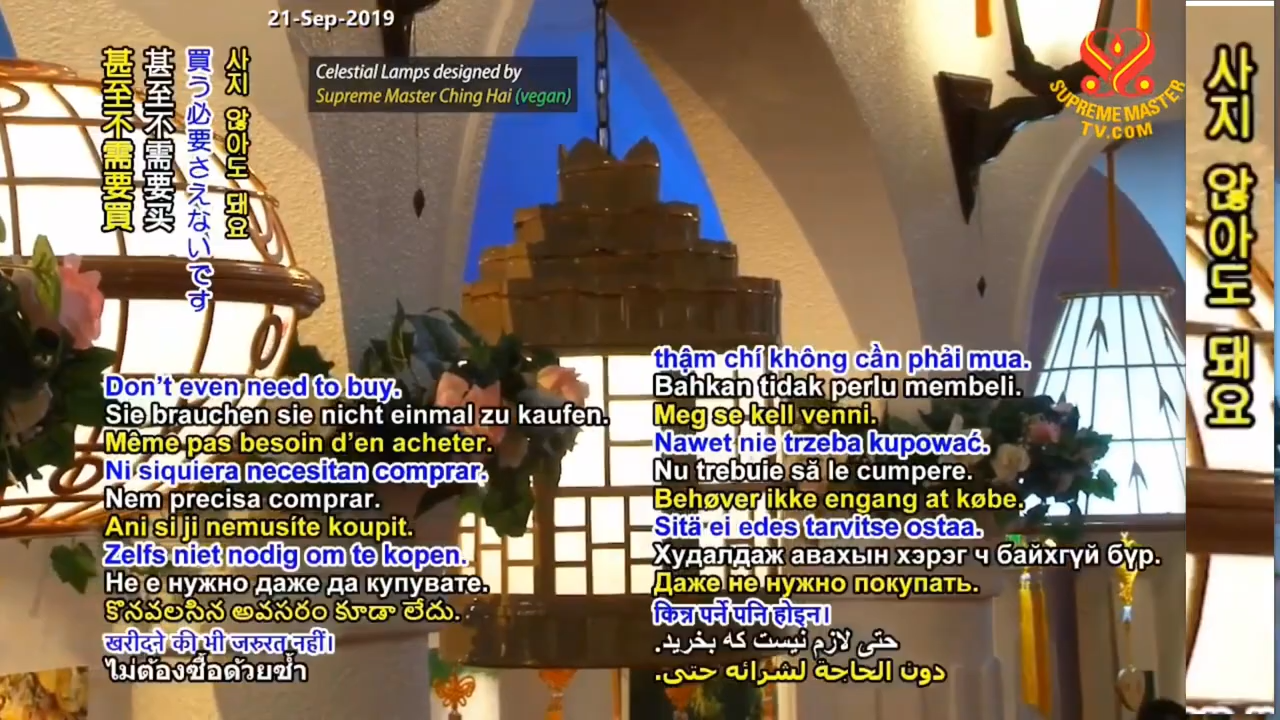 21-Sep-2019
Celestial Lamps designed by
Supreme Master Ching Hai (vegan)
SUPREME MASTER
TV.COM
甚至不需要買
甚至不需要买
買う必要さえないです
사지 않아도 돼요
Don't even need to buy.
Sie brauchen sie nicht einmal zu kaufen.
Même pas besoin d'en acheter.
Ni siquiera necesitan comprar.
Nem precisa comprar.
Ani si ji nemusíte koupit.
Zelfs niet nodig om te kopen.
Не е нужно даже да купувате.
కొనవలసిన అవసరం కూడా లేదు.
खरीदने की भी जरुरत नहीं।
ไม่ต้องซื้อด้วยซ้ำ
thậm chí không cần phải mua.
Bahkan tidak perlu membeli.
Meg se kell venni.
Nawet nie trzeba kupować.
Nu trebuie să le cumpere.
Behøver ikke engang at købe.
Sitä ei edes tarvitse ostaa.
Худалдаж авахын хэрэг ч байхгүй бүр.
Даже не нужно покупать.
किन्न पर्ने पनि होइन।
حتی لازم نیست که بخرید.
دون الحاجة لشرائه حتى.
사지 않아도 돼요